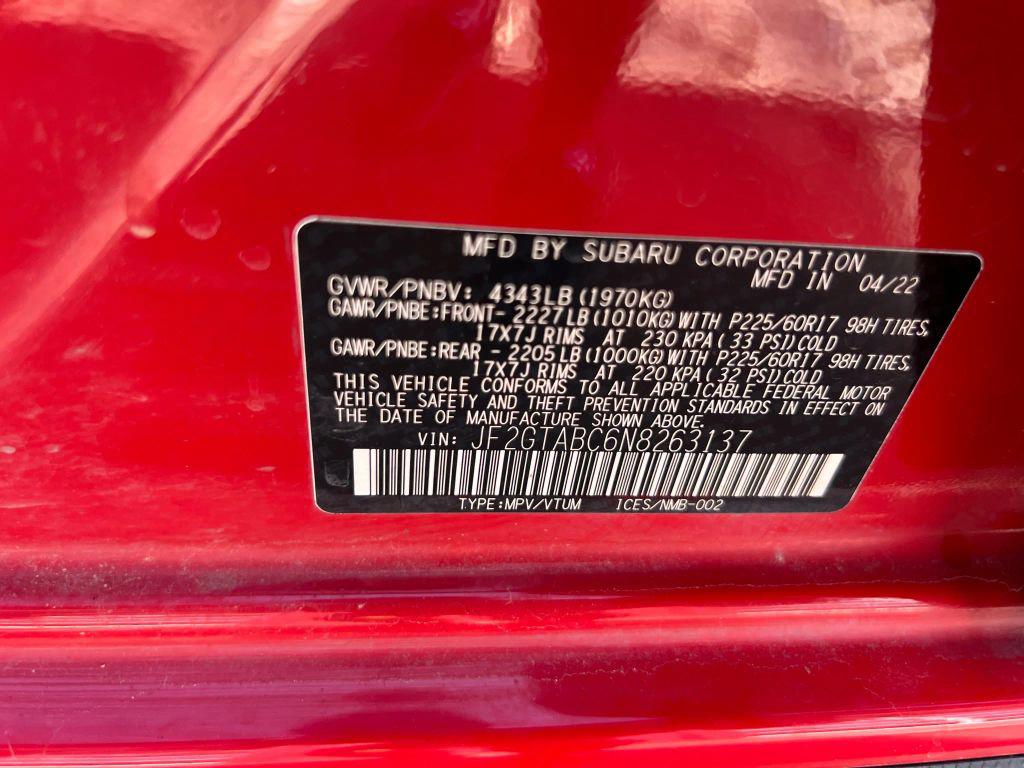 MFD BY SUBARU CORPORATION
MFD IN 04/22
GVWR/PNBV: 4343LB (1970KG)
GAWR/PNBE:FRONT- 2227LB(1010KG) WITH P225/60R17 98H TIRES,
17X7J RIMS AT 230 KPA (33 PSI) COLD
GAWR/PNBE:REAR - 2205LB(1000KG) WITH P225/60R17 98H TIRES,
17X7J RIMS AT 220 KPA (32 PSI) COLD
THIS VEHICLE CONFORMS TO ALL APPLICABLE FEDERAL MOTOR
VEHICLE SAFETY AND THEFT PREVENTION STANDARDS IN EFFECT ON
THE DATE OF MANUFACTURE SHOWN ABOVE.
VIN: JF2GTABC6N8263137
TYPE:MPV/VTUM ICES/NMB-002